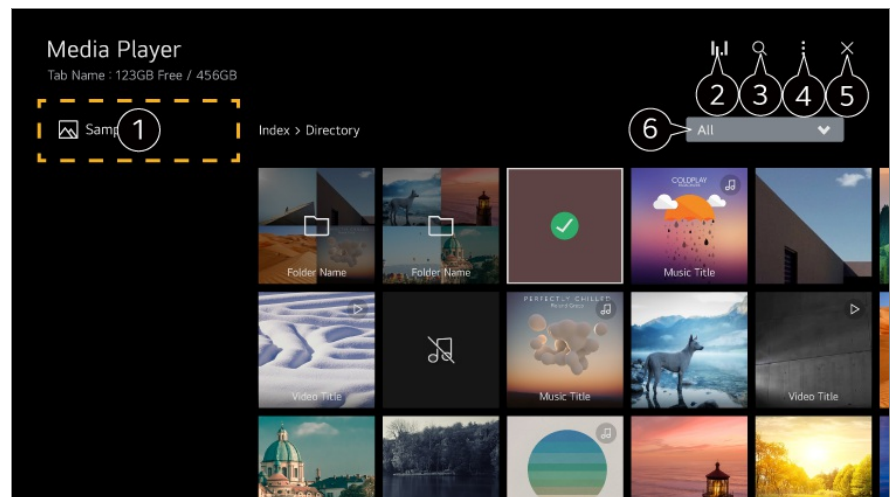 Media Player
Tab Name : 123GB Free / 456GB
2 3 4 5
Samp
1
Index > Directory
6
All
Folder Name
Folder Name
COLDPLAY
Music Title
Video Title
PERFECTLY CHILLED
Music Title
Video Title